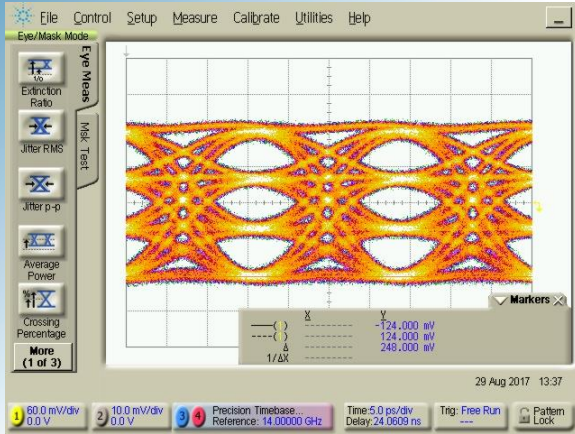 File Control Setup Measure Calibrate Utilities Help
Eye/Mask Mode
Extinction
Ratio
Jitter RMS
Jitter p-p
Average
Power
Crossing
Percentage
More
(1 of 3)
Eye Meas
Msk Test
Markers
X Y
-124.000 mV
124.000 mV
Δ 248.000 mV
1/ΔX
29 Aug 2017 13:37
1 60.0 mV/div
0.0 V
2 10.0 mV/div
0.0 V
3 4 Precision Timebase...
Reference: 14.00000 GHz
Time:5.0 ps/div
Delay:24.0609 ns
Trig: Free Run
---
Pattern
Lock